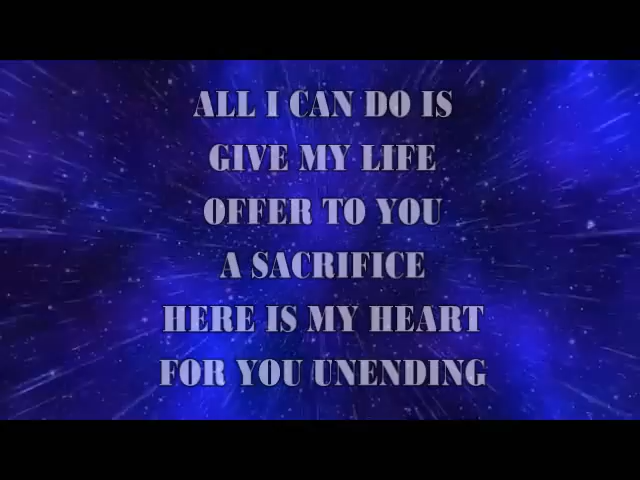 ALL I CAN DO IS
GIVE MY LIFE
OFFER TO YOU
A SACRIFICE
HERE IS MY HEART
FOR YOU UNENDING